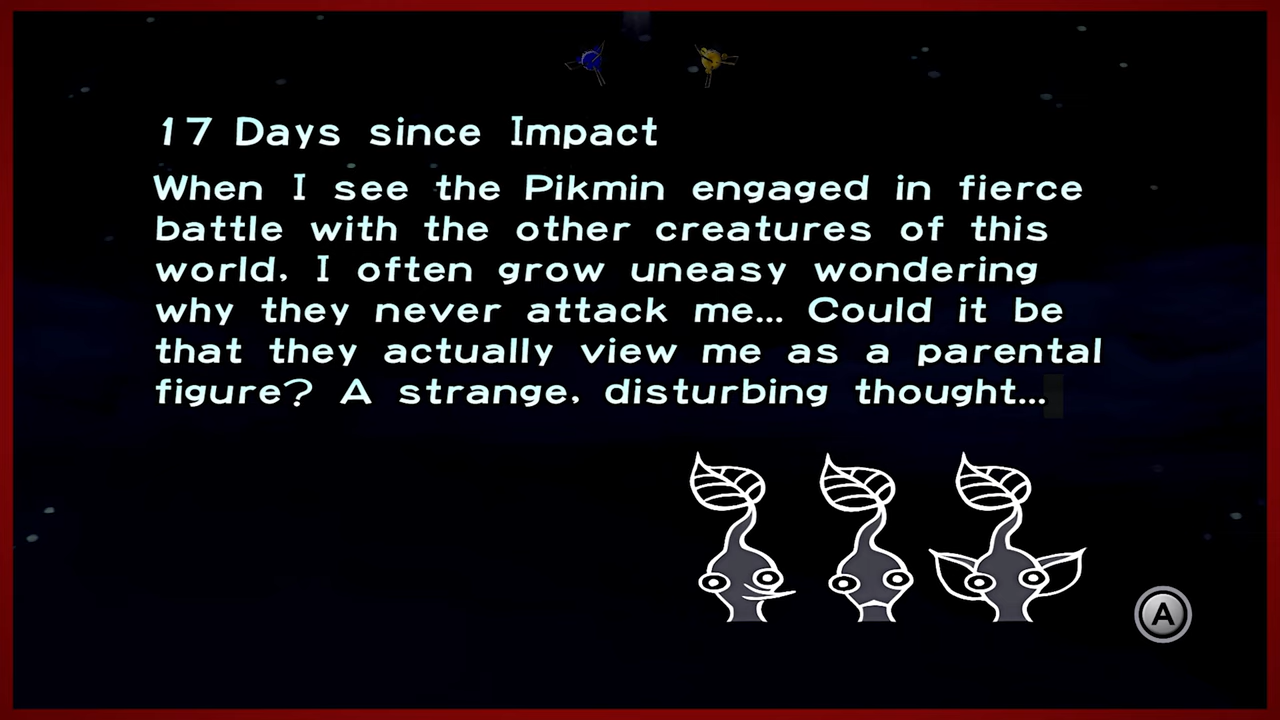 17 Days since Impact
When I see the Pikmin engaged in fierce
battle with the other creatures of this
world, I often grow uneasy wondering
why they never attack me... Could it be
that they actually view me as a parental
figure? A strange, disturbing thought...
A